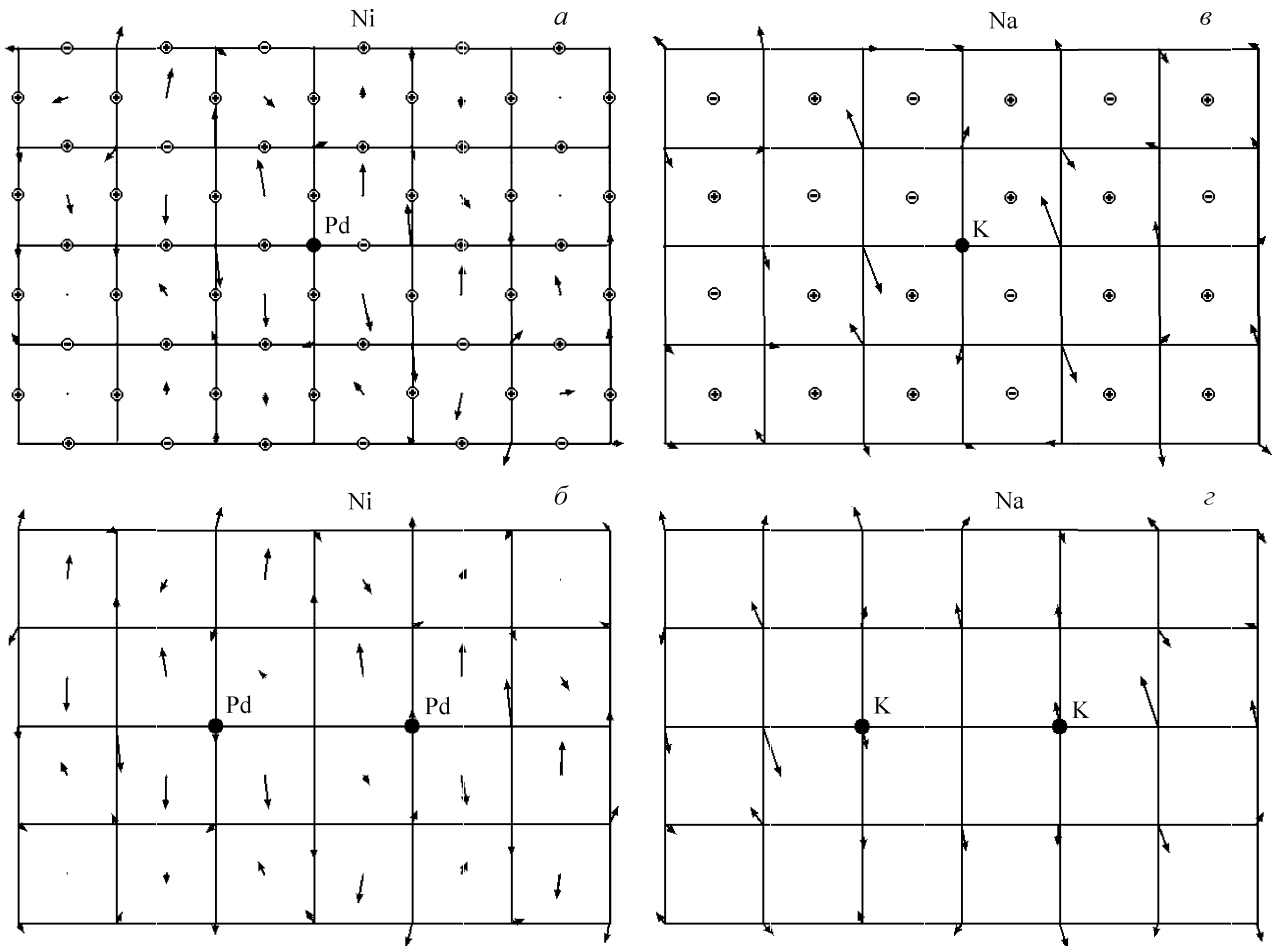 Ni а
Pd
Na в
K
Ni б
Pd Pd
Na г
K K